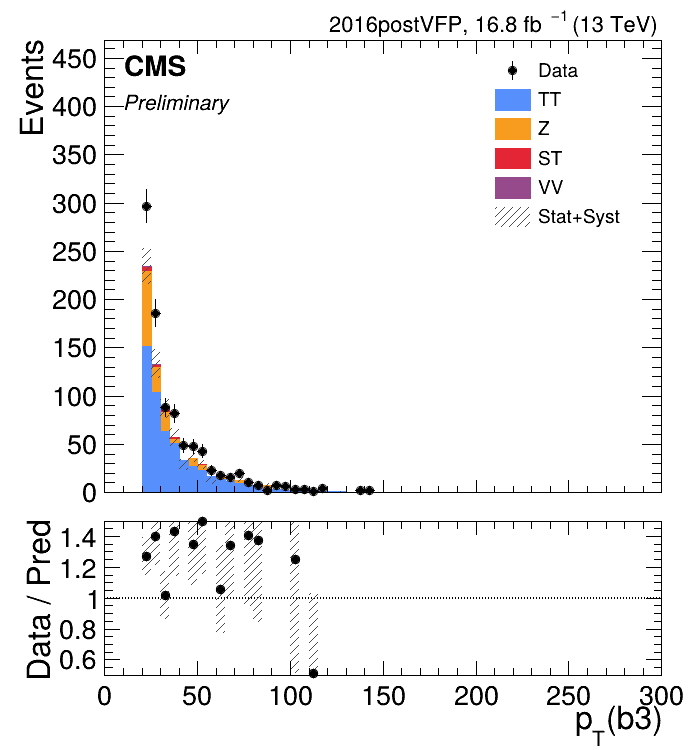 2016postVFP, 16.8 fb ⁻¹ (13 TeV)
CMS
Preliminary
Events
450
400
350
300
250
200
150
100
50
0
Data
TT
Z
ST
VV
Stat+Syst
Data / Pred
1.4
1.2
1
0.8
0.6
0 50 100 150 200 250 300
p_T(b3)